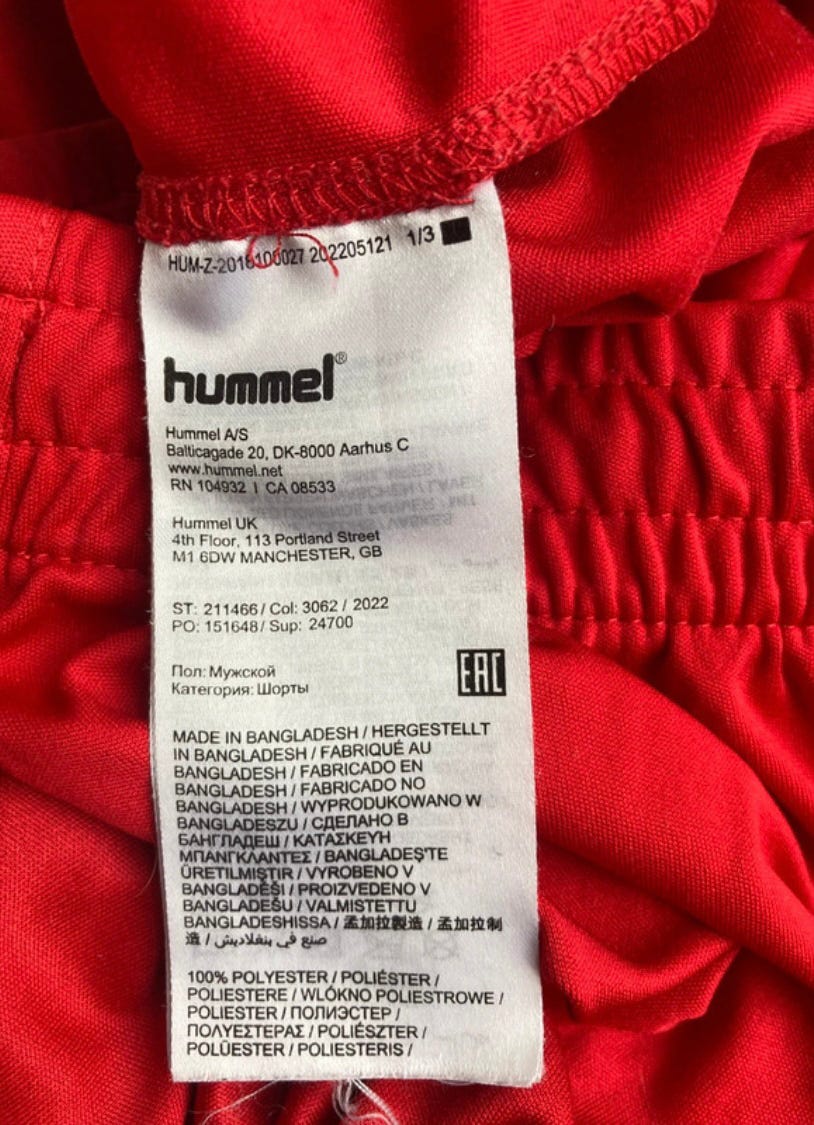 HUM-Z-2018100027 202205121 1/3
hummel®
Hummel A/S
Balticagade 20, DK-8000 Aarhus C
www.hummel.net
RN 104932 | CA 08533
Hummel UK
4th Floor, 113 Portland Street
M1 6DW MANCHESTER, GB
ST: 211466/ Col: 3062 / 2022
PO: 151648/ Sup: 24700
Пол: Мужской
Категория: Шорты
EAC
MADE IN BANGLADESH / HERGESTELLT
IN BANGLADESH / FABRIQUÉ AU
BANGLADESH / FABRICADO EN
BANGLADESH / FABRICADO NO
BANGLADESH / WYPRODUKOWANO W
BANGLADESZU / СДЕЛАНО В
БАНГЛАДЕШ / ΚΑΤΑΣΚΕΥΗ
ΜΠΑΝΓΚΛΑΝΤΕΣ / BANGLADEŞ'TE
ÜRETİLMİŞTİR / VYROBENO V
BANGLADÉŠI / PROIZVEDENO V
BANGLADEŠU / VALMISTETTU
BANGLADESHISSA / 孟加拉製造 / 孟加拉制
造 / صنع في بنغلاديش
100% POLYESTER / POLIÉSTER /
POLIESTERE / WLÓKNO POLIESTROWE /
POLIESTER / ПОЛИЭСТЕР /
ΠΟΛΥΕΣΤΕΡΑΣ / POLIÉSZTER /
POLÜESTER / POLIESTERIS /